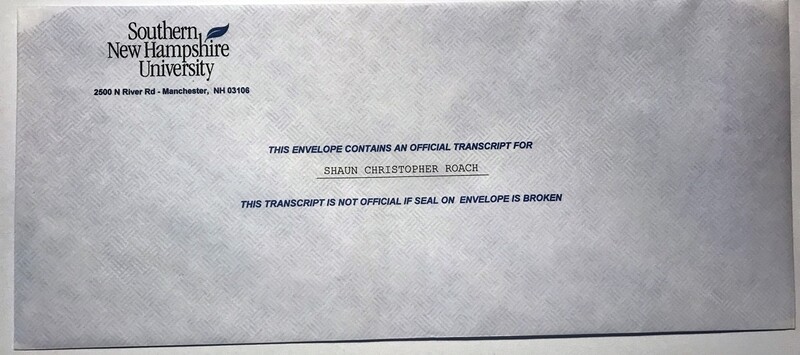 Southern
New Hampshire
University
2500 N River Rd - Manchester, NH 03106
THIS ENVELOPE CONTAINS AN OFFICIAL TRANSCRIPT FOR
SHAUN CHRISTOPHER ROACH
THIS TRANSCRIPT IS NOT OFFICIAL IF SEAL ON ENVELOPE IS BROKEN